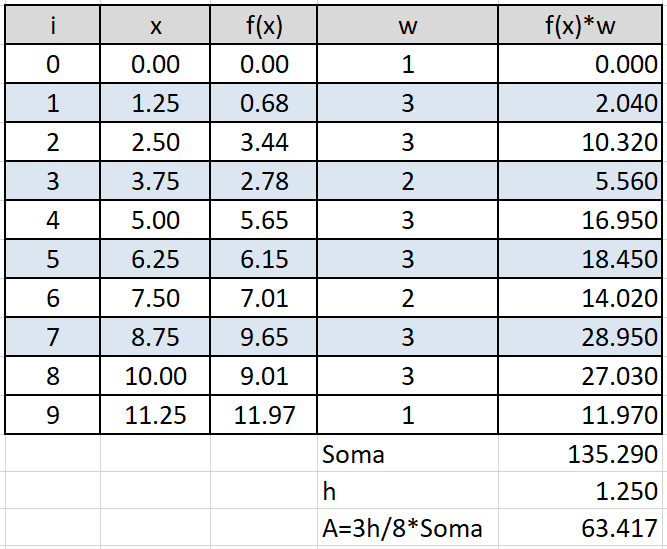 i x f(x) w f(x)*w
0 0.00 0.00 1 0.000
1 1.25 0.68 3 2.040
2 2.50 3.44 3 10.320
3 3.75 2.78 2 5.560
4 5.00 5.65 3 16.950
5 6.25 6.15 3 18.450
6 7.50 7.01 2 14.020
7 8.75 9.65 3 28.950
8 10.00 9.01 3 27.030
9 11.25 11.97 1 11.970
Soma 135.290
h 1.250
A=3h/8*Soma 63.417